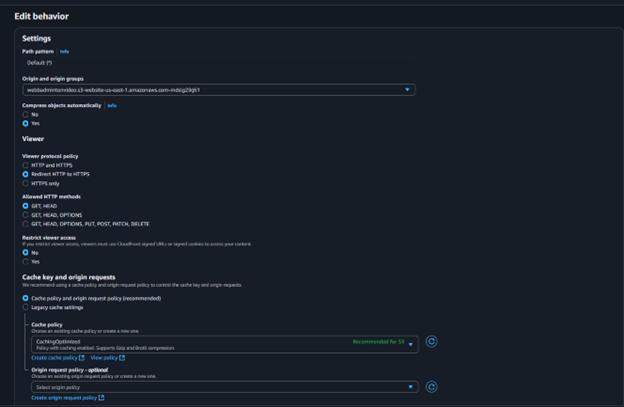 Edit behavior
Settings
Path pattern | Info
Default (*)
Origin and origin groups
webbadmintonvideo.s3-website-us-east-1.amazonaws.com
Compress objects automatically | Info
No
Yes
Viewer
Viewer protocol policy
HTTP and HTTPS
Redirect HTTP to HTTPS
HTTPS only
Allowed HTTP methods
GET, HEAD
GET, HEAD, OPTIONS
GET, HEAD, OPTIONS, PUT, POST, PATCH, DELETE
Restrict viewer access
If you restrict viewer access, viewers must use CloudFront signed URLs or signed cookies to access your content.
No
Yes
Cache key and origin requests
We recommend using a cache policy and origin request policy to control the cache key and origin requests.
Cache policy and origin request policy (recommended)
Legacy cache settings
Cache policy
Choose an existing cache policy or create a new one.
CachingOptimized Recommended for S3
Policy with caching enabled. Supports Gzip and Brotli compression.
Create cache policy View policy
Origin request policy - optional
Choose an existing origin request policy or create a new one.
Select origin policy
Create origin request policy